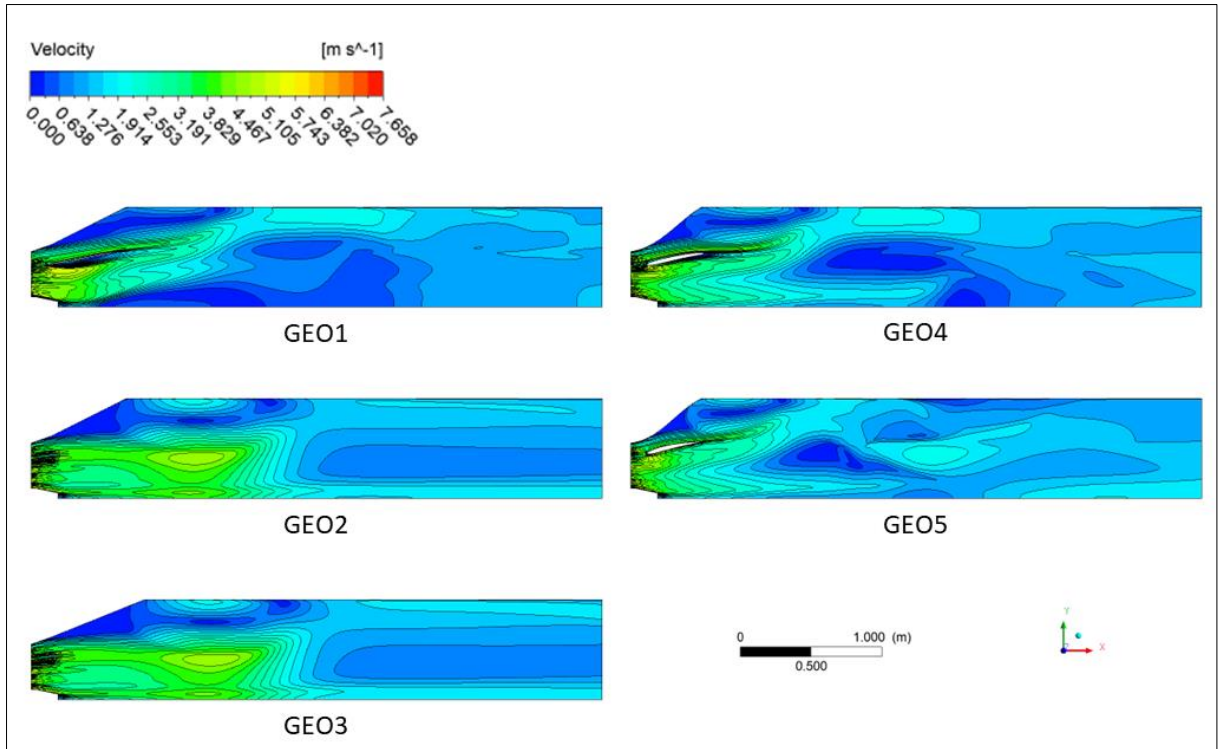 Velocity [m s^-1]
0.000 0.638 1.276 1.914 2.553 3.191 3.829 4.467 5.105 5.743 6.382 7.020 7.658
GEO1
GEO4
GEO2
GEO5
0 1.000 (m)
0.500
Y
X
GEO3